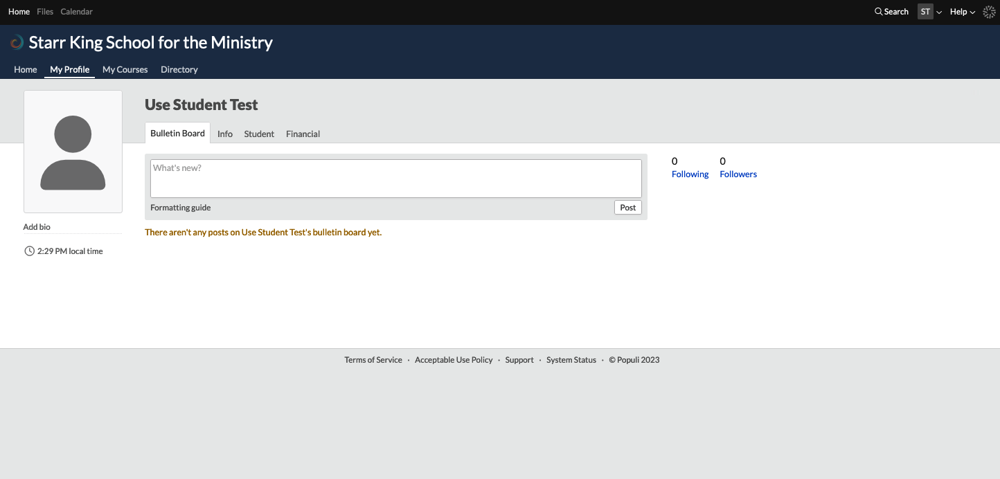 Home Files Calendar Search ST Help
Starr King School for the Ministry
Home My Profile My Courses Directory
Use Student Test
Bulletin Board Info Student Financial
What's new?
0 0
Following Followers
Formatting guide Post
Add bio
There aren't any posts on Use Student Test's bulletin board yet.
2:29 PM local time
Terms of Service · Acceptable Use Policy · Support · System Status · © Populi 2023